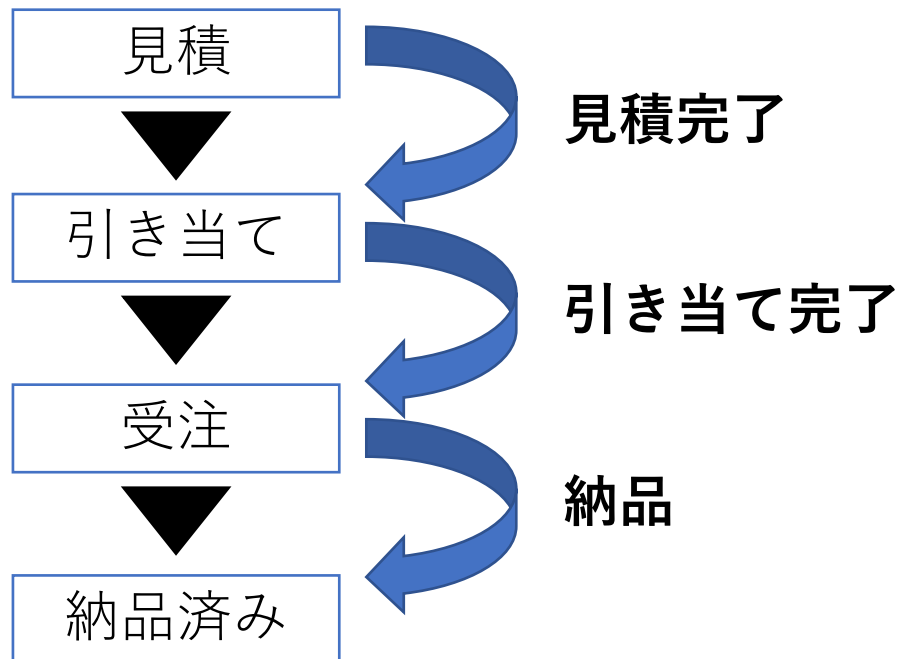 見積
見積完了
引き当て
引き当て完了
受注
納品
納品済み